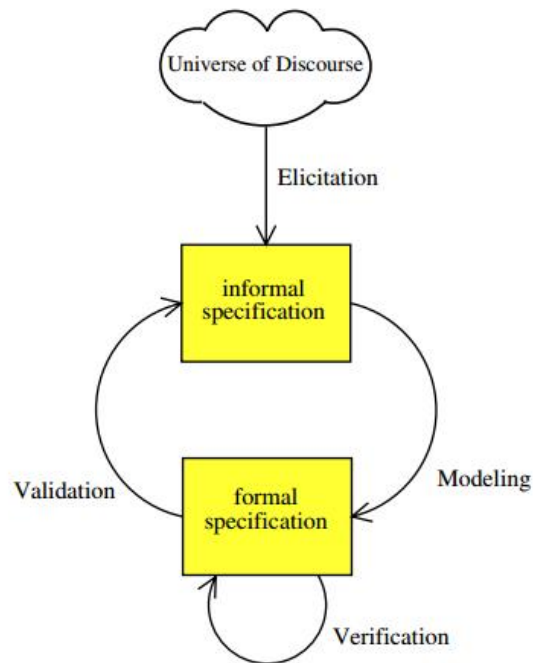 Universe of Discourse
Elicitation
informal
specification
Validation
Modeling
formal
specification
Verification